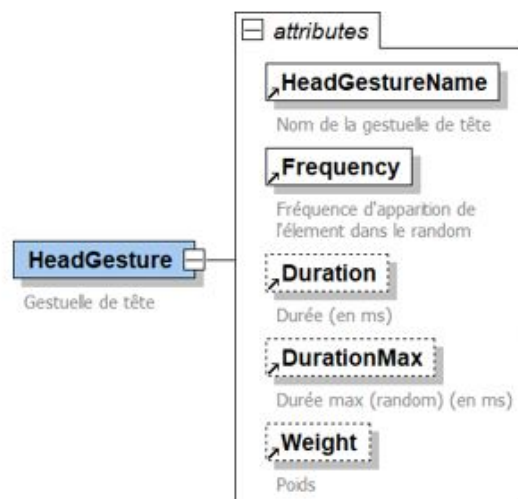 attributes
HeadGestureName
Nom de la gestuelle de tête
Frequency
Fréquence d'apparition de
l'élement dans le random
HeadGesture
Gestuelle de tête
Duration
Durée (en ms)
DurationMax
Durée max (random) (en ms)
Weight
Poids